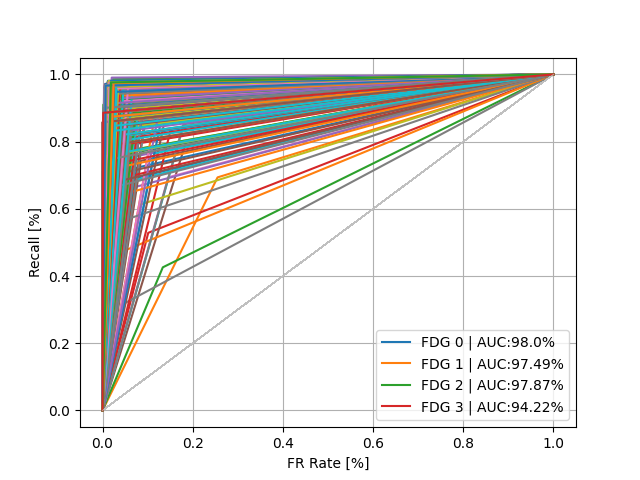 1.0
0.8
0.6
0.4
0.2
0.0
Recall [%]
0.0 0.2 0.4 0.6 0.8 1.0
FR Rate [%]
FDG 0 | AUC:98.0%
FDG 1 | AUC:97.49%
FDG 2 | AUC:97.87%
FDG 3 | AUC:94.22%